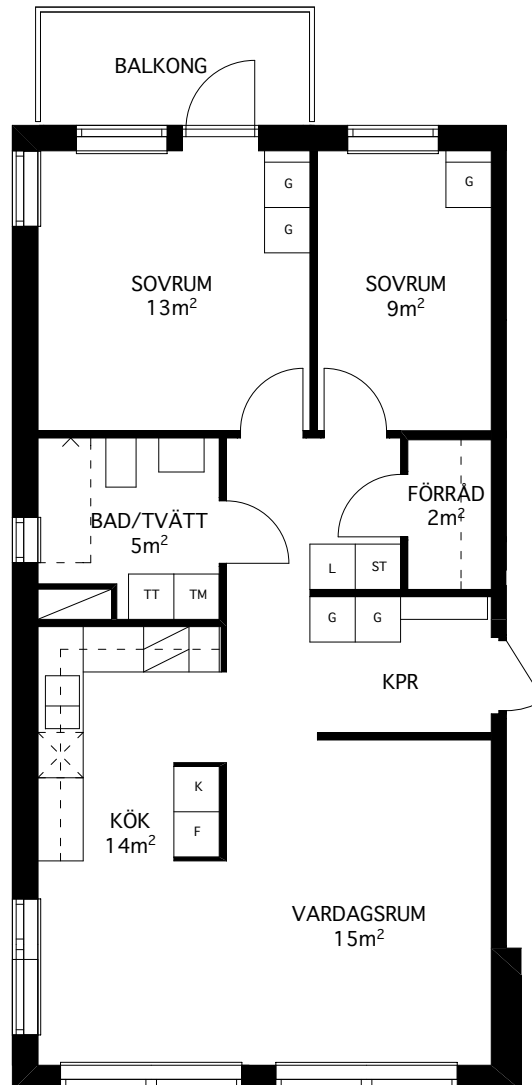 BALKONG
G
G
G
SOVRUM
13m²
SOVRUM
9m²
BAD/TVÄTT
5m²
FÖRRÅD
2m²
L
ST
TT
TM
G
G
KPR
K
F
KÖK
14m²
VARDAGSRUM
15m²